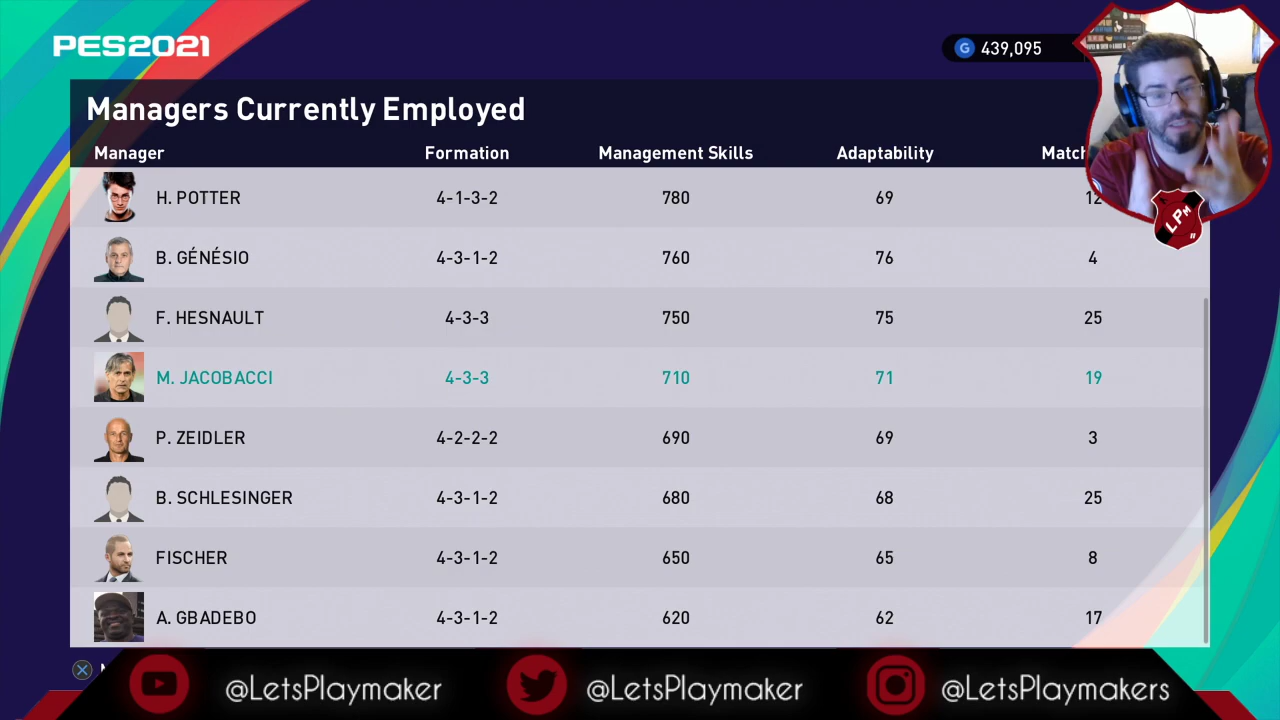 PES2021
439,095
Managers Currently Employed
Manager Formation Management Skills Adaptability
H. POTTER 4-1-3-2 780 69 12
B. GÉNÉSIO 4-3-1-2 760 76 4
F. HESNAULT 4-3-3 750 75 25
M. JACOBACCI 4-3-3 710 71 19
P. ZEIDLER 4-2-2-2 690 69 3
B. SCHLESINGER 4-3-1-2 680 68 25
FISCHER 4-3-1-2 650 65 8
A. GBADEBO 4-3-1-2 620 62 17
LPM
@LetsPlaymaker @LetsPlaymaker @LetsPlaymakers